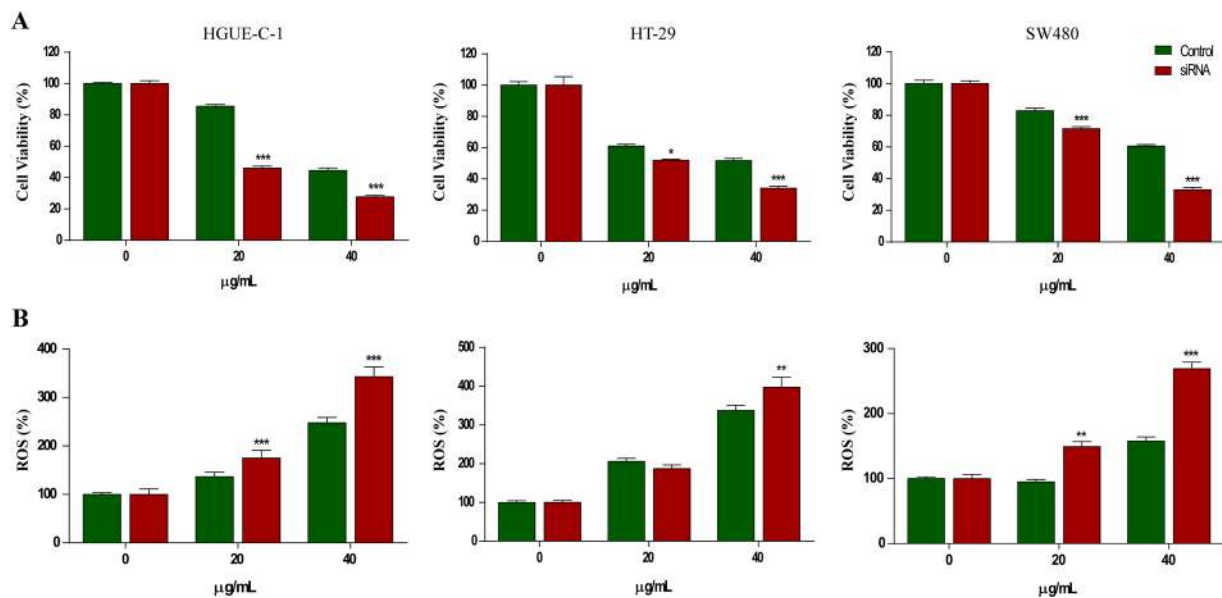 A
HGUE-C-1
HT-29
SW480
Control
siRNA
Cell Viability (%)
120
100
80
60
40
20
0
***
***
0 20 40
µg/mL
Cell Viability (%)
120
100
80
60
40
20
0
*
***
0 20 40
µg/mL
Cell Viability (%)
120
100
80
60
40
20
0
***
***
0 20 40
µg/mL
B
ROS (%)
400
300
200
100
0
***
***
0 20 40
µg/mL
ROS (%)
500
400
300
200
100
0
**
0 20 40
µg/mL
ROS (%)
300
200
100
0
**
***
0 20 40
µg/mL